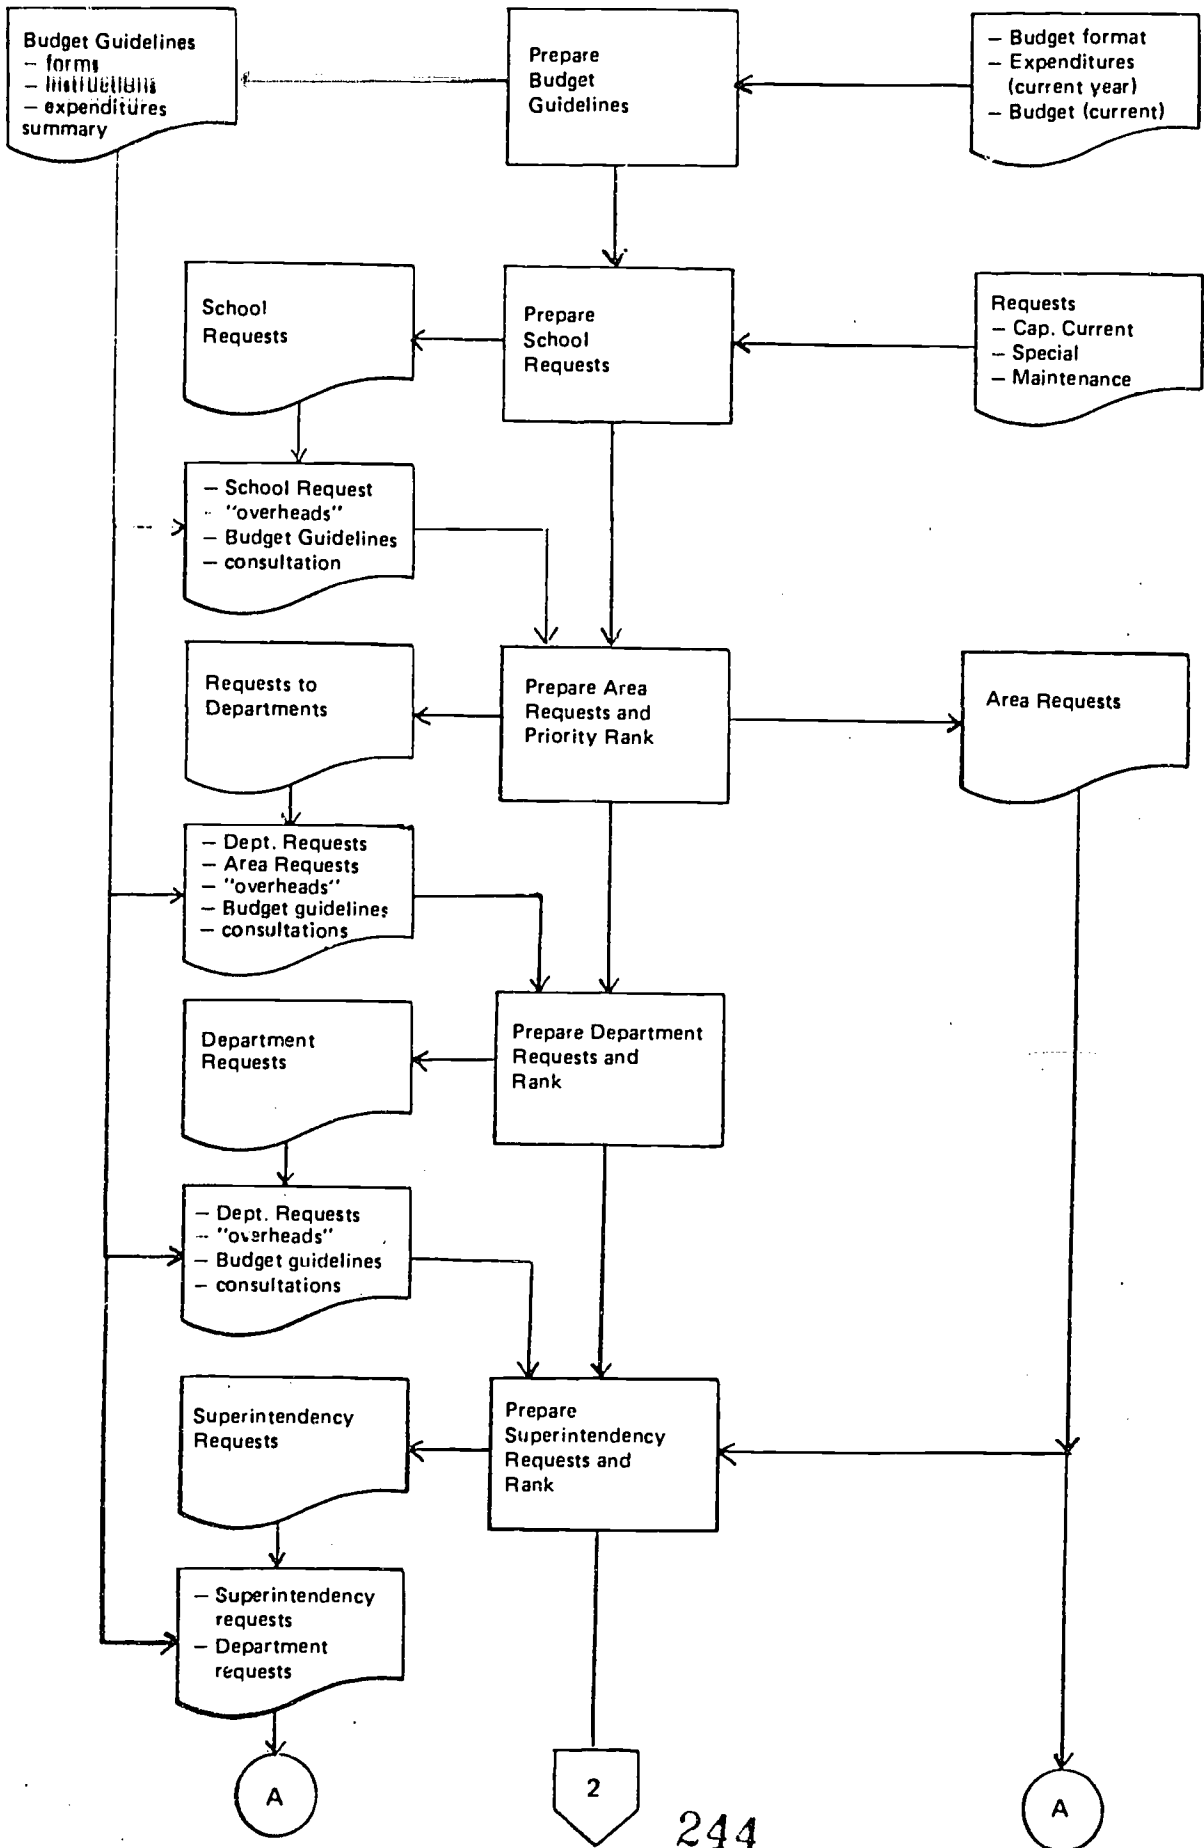 Budget Guidelines
– forms
– instructions
– expenditures
summary
Prepare
Budget
Guidelines
– Budget format
– Expenditures
(current year)
– Budget (current)
School
Requests
Prepare
School
Requests
Requests
– Cap. Current
– Special
– Maintenance
– School Request
- "overheads"
– Budget Guidelines
– consultation
Requests to
Departments
Prepare Area
Requests and
Priority Rank
Area Requests
– Dept. Requests
– Area Requests
– "overheads"
– Budget guidelines
– consultations
Department
Requests
Prepare Department
Requests and
Rank
– Dept. Requests
– "overheads"
– Budget guidelines
– consultations
Superintendency
Requests
Prepare
Superintendency
Requests and
Rank
– Superintendency
requests
– Department
requests
A
2
A
244